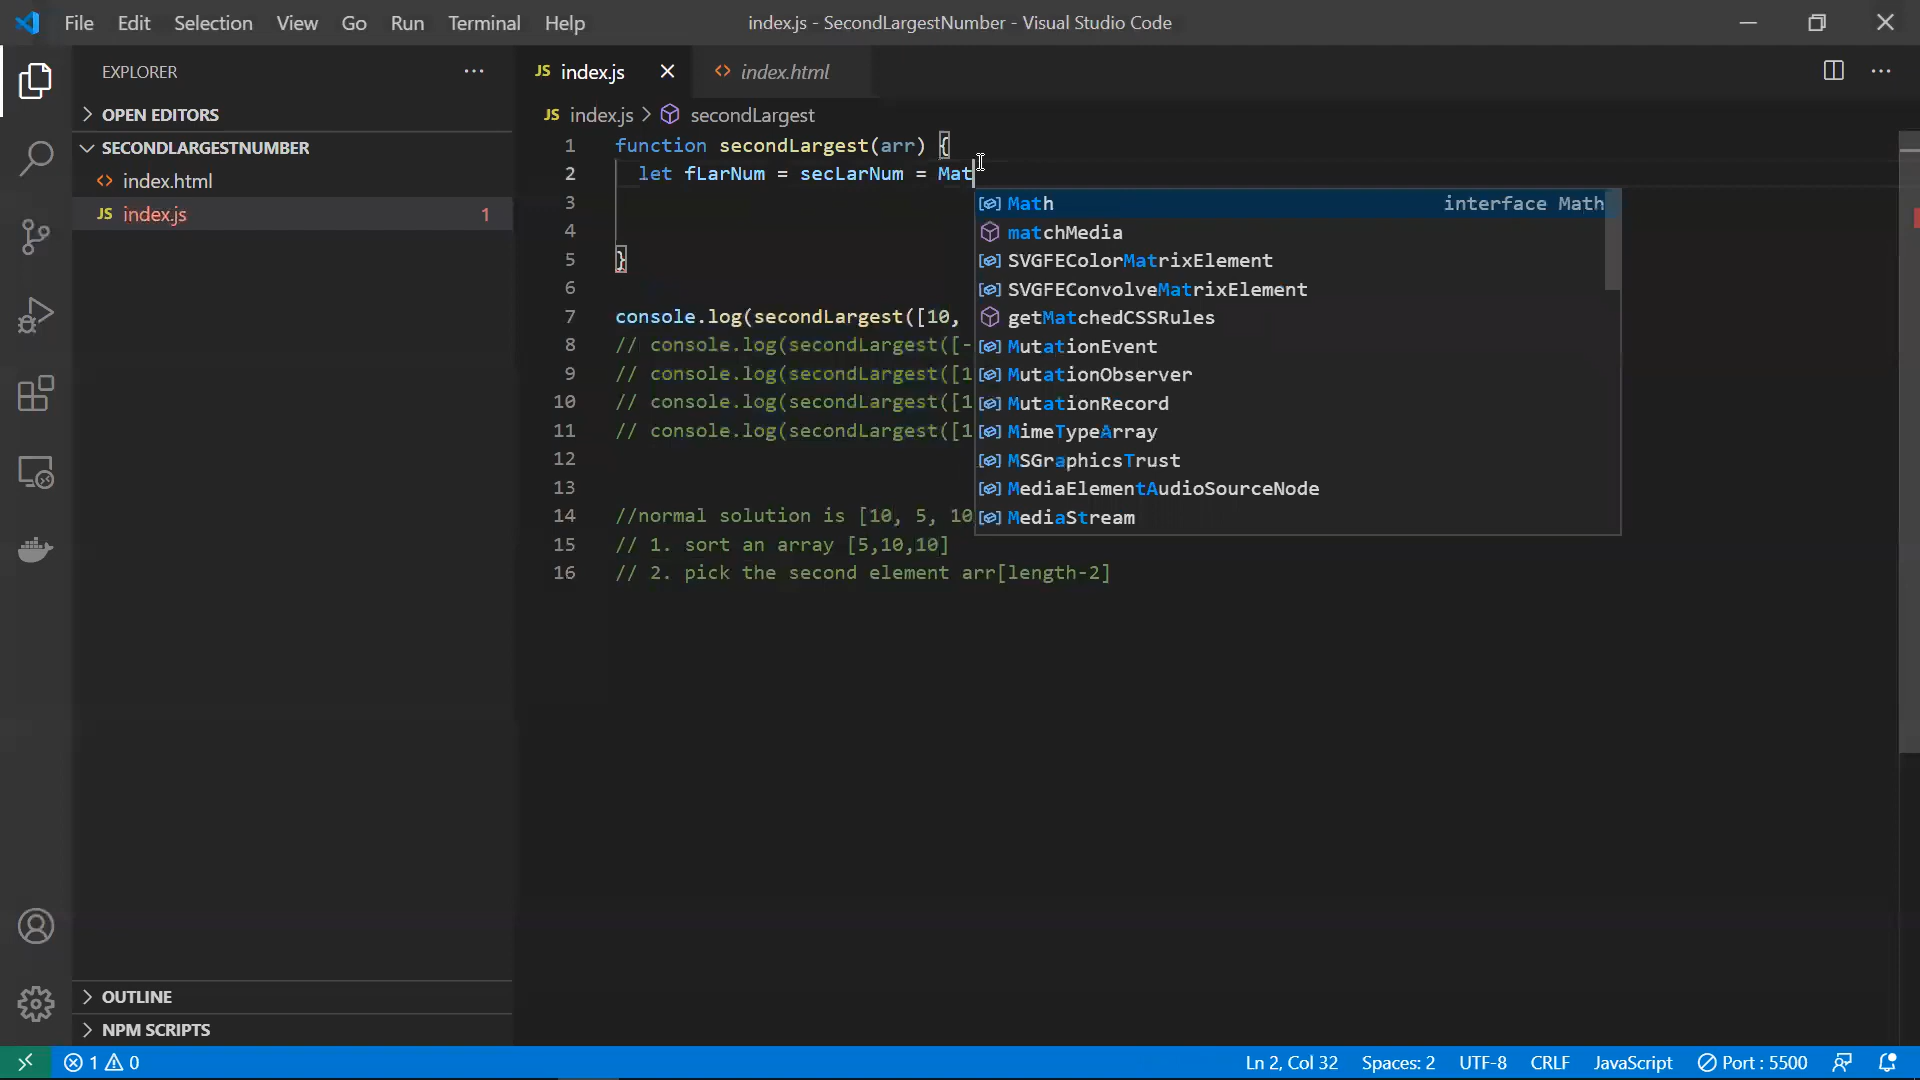 File Edit Selection View Go Run Terminal Help
index.js - SecondLargestNumber - Visual Studio Code
EXPLORER
OPEN EDITORS
SECONDLARGESTNUMBER
index.html
JS index.js 1
OUTLINE
NPM SCRIPTS
JS index.js
index.html
JS index.js > secondLargest
1 function secondLargest(arr) {
2 let fLarNum = secLarNum = Mat
3
4
5 }
6
7 console.log(secondLargest([10,
8 // console.log(secondLargest([-
9 // console.log(secondLargest([1
10 // console.log(secondLargest([1
11 // console.log(secondLargest([1
12
13
14 //normal solution is [10, 5, 10
15 // 1. sort an array [5,10,10]
16 // 2. pick the second element arr[length-2]
Math interface Math
matchMedia
SVGFEColorMatrixElement
SVGFEConvolveMatrixElement
getMatchedCSSRules
MutationEvent
MutationObserver
MutationRecord
MimeTypeArray
MSGraphicsTrust
MediaElementAudioSourceNode
MediaStream
1 0
Ln 2, Col 32 Spaces: 2 UTF-8 CRLF JavaScript Port : 5500